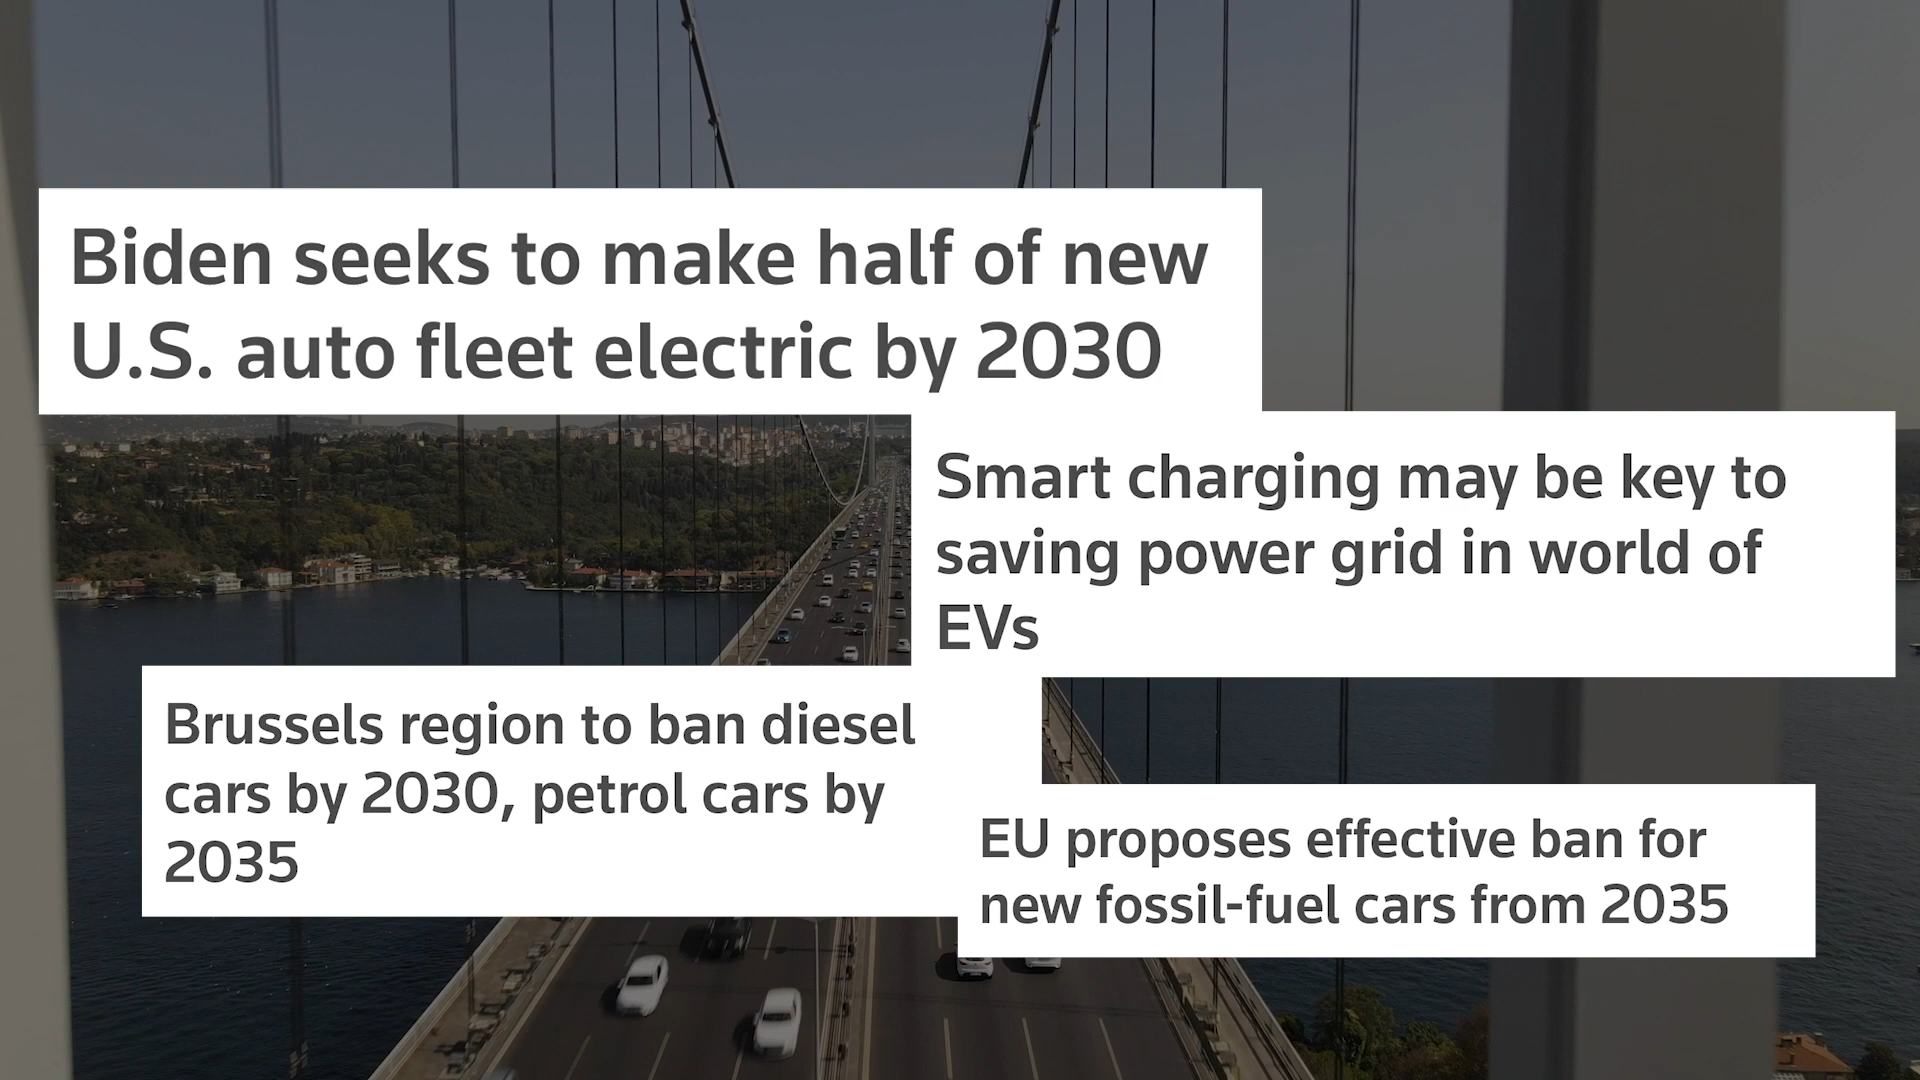 Biden seeks to make half of new
U.S. auto fleet electric by 2030
Smart charging may be key to
saving power grid in world of
EVs
Brussels region to ban diesel
cars by 2030, petrol cars by
2035
EU proposes effective ban for
new fossil-fuel cars from 2035